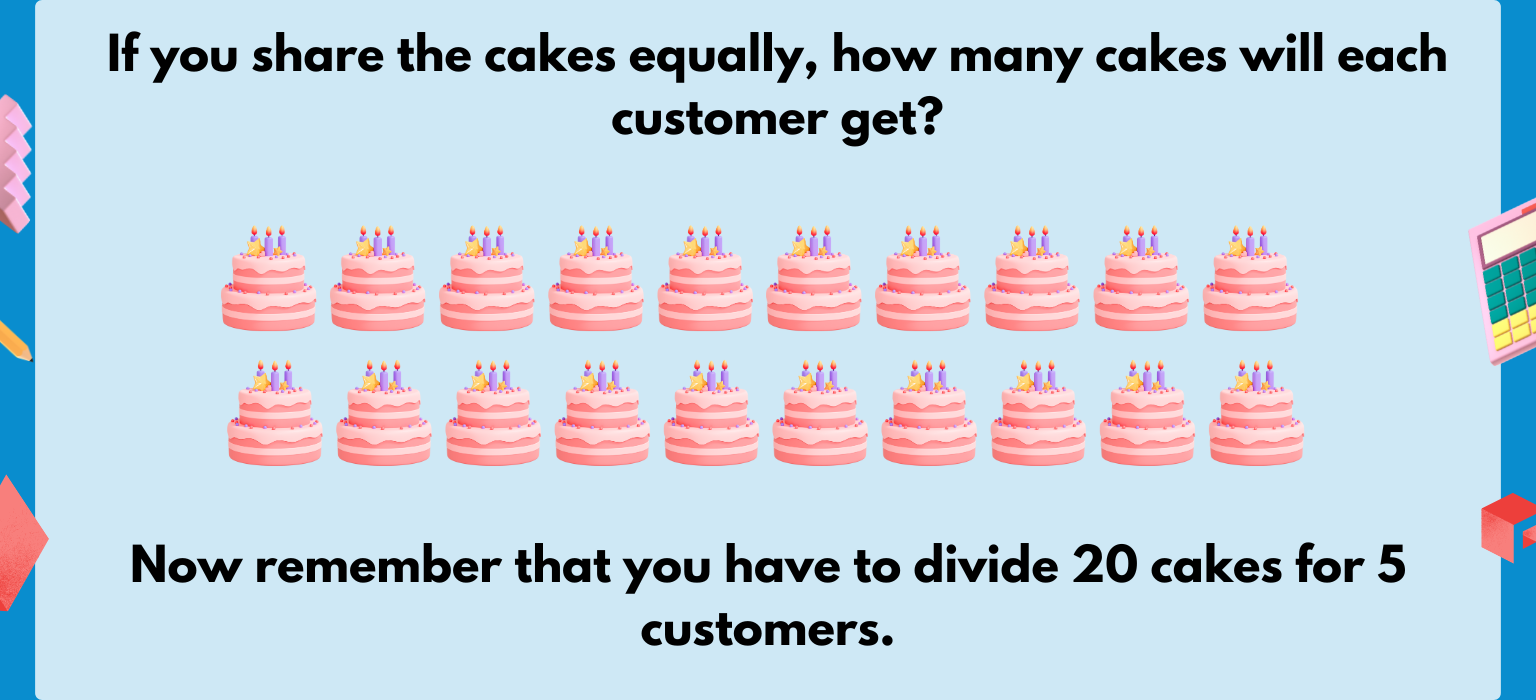 If you share the cakes equally, how many cakes will each
customer get?
Now remember that you have to divide 20 cakes for 5
customers.